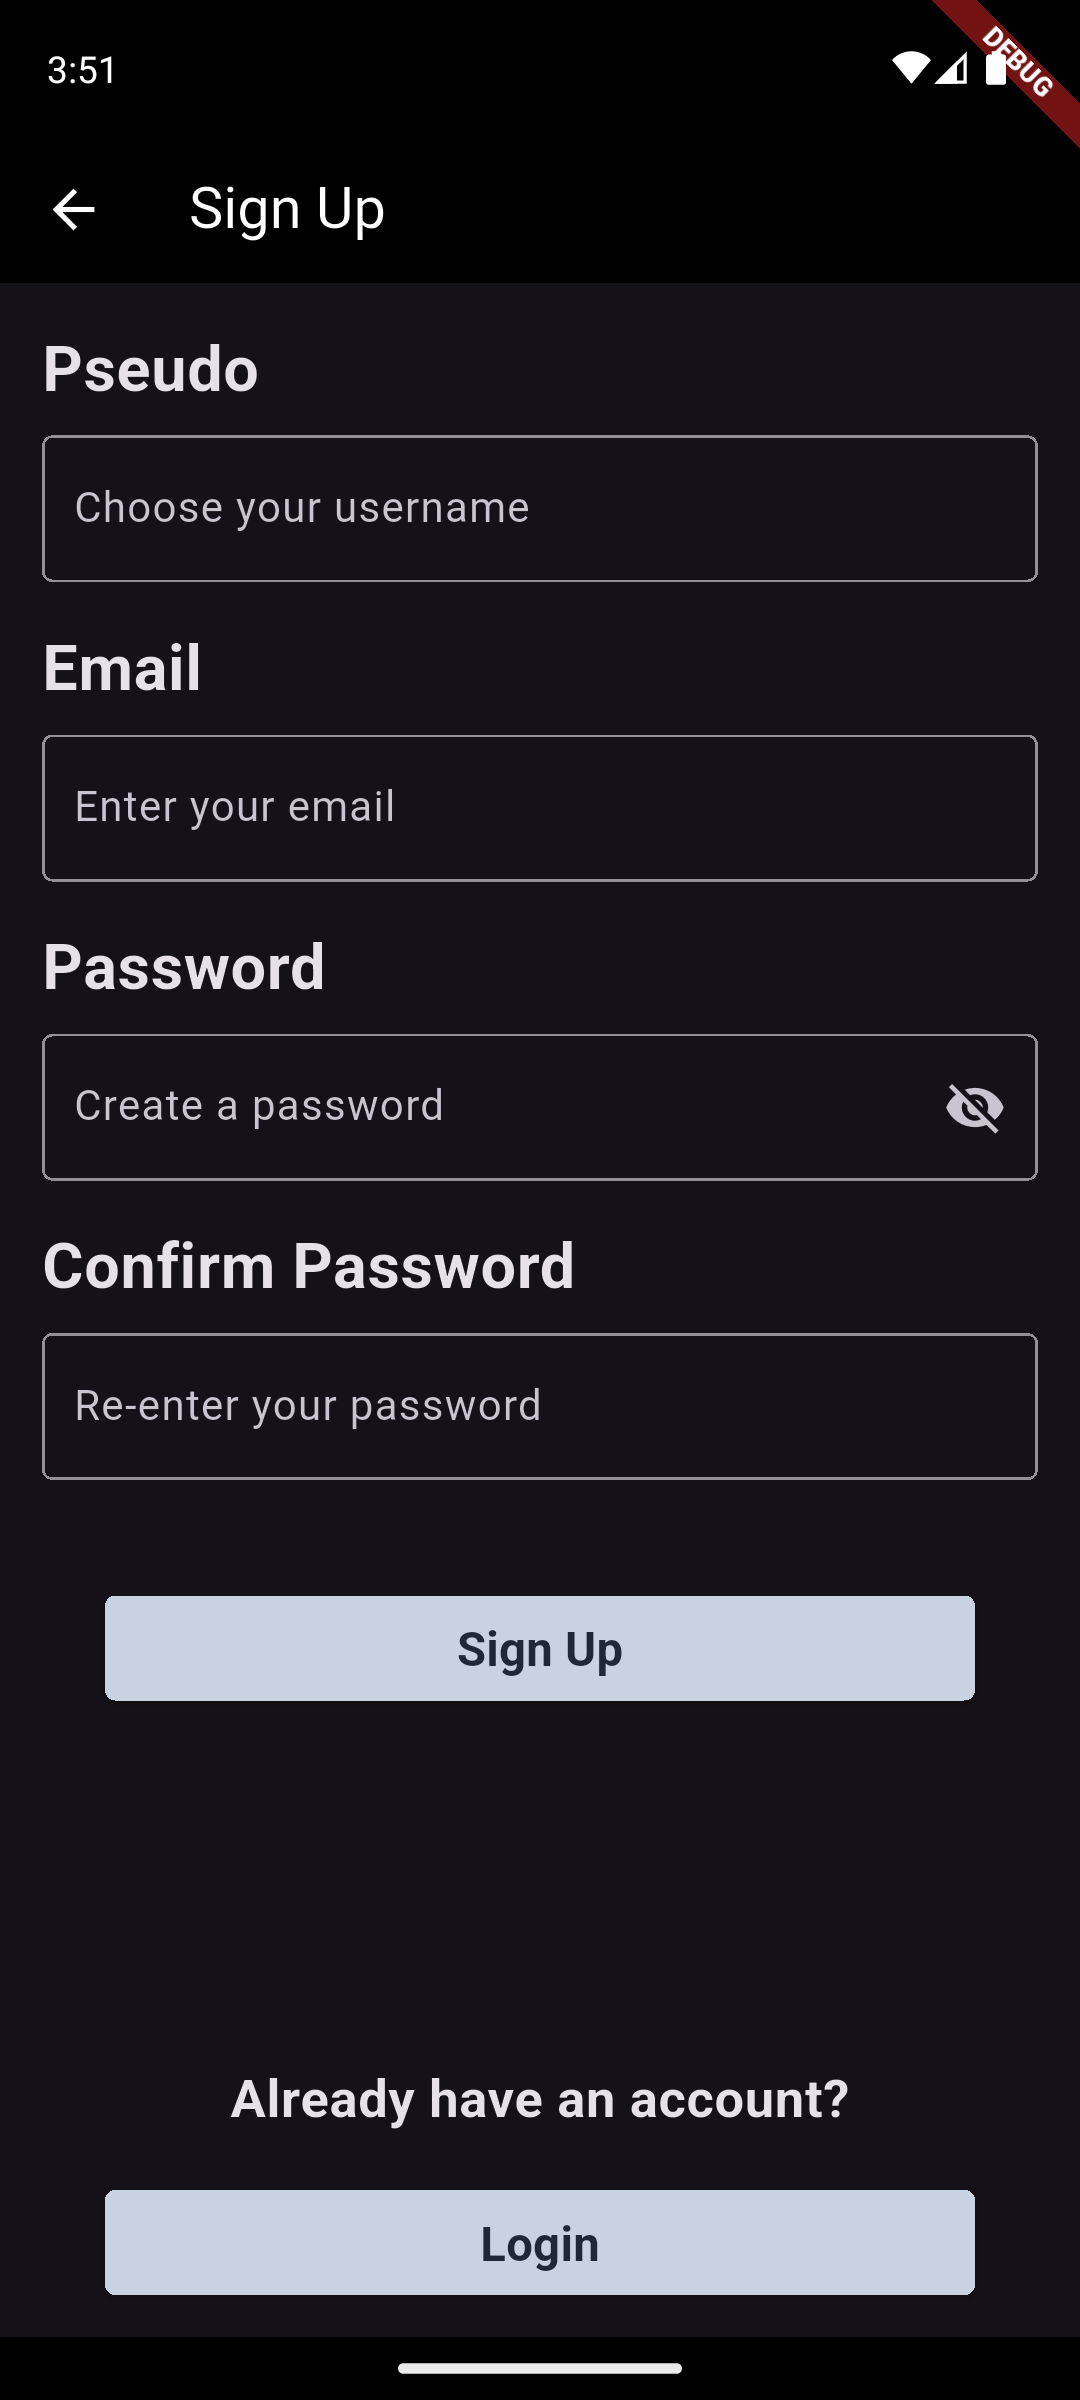 3:51
DEBUG
Sign Up
Pseudo
Choose your username
Email
Enter your email
Password
Create a password
Confirm Password
Re-enter your password
Sign Up
Already have an account?
Login